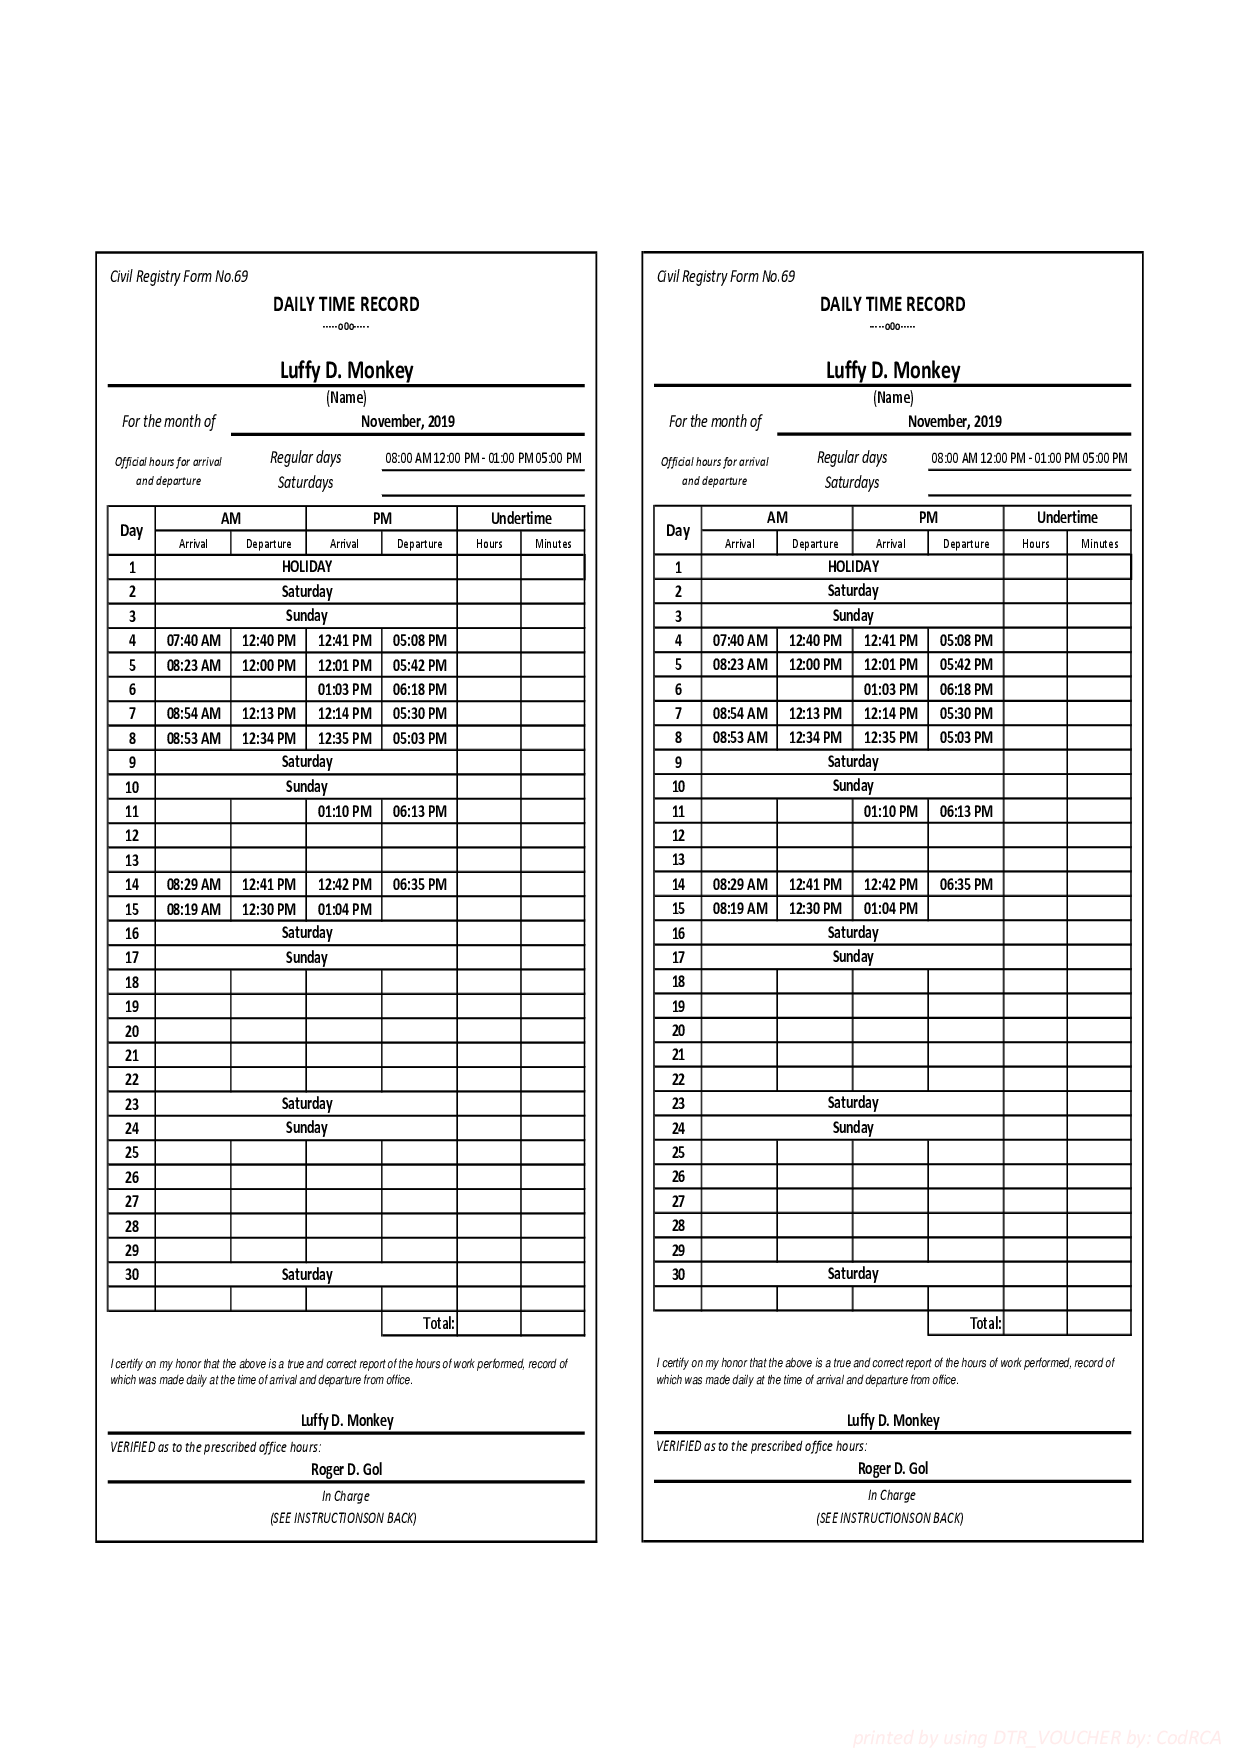 Civil Registry Form No.69
DAILY TIME RECORD
-----o0o-----
Luffy D. Monkey
(Name)
For the month of November, 2019
Official hours for arrival and departure Regular days 08:00 AM 12:00 PM - 01:00 PM 05:00 PM
Saturdays
Day AM PM Undertime
Arrival Departure Arrival Departure Hours Minutes
1 HOLIDAY
2 Saturday
3 Sunday
4 07:40 AM 12:40 PM 12:41 PM 05:08 PM
5 08:23 AM 12:00 PM 12:01 PM 05:42 PM
6 01:03 PM 06:18 PM
7 08:54 AM 12:13 PM 12:14 PM 05:30 PM
8 08:53 AM 12:34 PM 12:35 PM 05:03 PM
9 Saturday
10 Sunday
11 01:10 PM 06:13 PM
12
13
14 08:29 AM 12:41 PM 12:42 PM 06:35 PM
15 08:19 AM 12:30 PM 01:04 PM
16 Saturday
17 Sunday
18
19
20
21
22
23 Saturday
24 Sunday
25
26
27
28
29
30 Saturday
Total:
I certify on my honor that the above is a true and correct report of the hours of work performed, record of
which was made daily at the time of arrival and departure from office.
Luffy D. Monkey
VERIFIED as to the prescribed office hours:
Roger D. Gol
In Charge
(SEE INSTRUCTIONSON BACK)
Civil Registry Form No.69
DAILY TIME RECORD
-----o0o-----
Luffy D. Monkey
(Name)
For the month of November, 2019
Official hours for arrival and departure Regular days 08:00 AM 12:00 PM - 01:00 PM 05:00 PM
Saturdays
Day AM PM Undertime
Arrival Departure Arrival Departure Hours Minutes
1 HOLIDAY
2 Saturday
3 Sunday
4 07:40 AM 12:40 PM 12:41 PM 05:08 PM
5 08:23 AM 12:00 PM 12:01 PM 05:42 PM
6 01:03 PM 06:18 PM
7 08:54 AM 12:13 PM 12:14 PM 05:30 PM
8 08:53 AM 12:34 PM 12:35 PM 05:03 PM
9 Saturday
10 Sunday
11 01:10 PM 06:13 PM
12
13
14 08:29 AM 12:41 PM 12:42 PM 06:35 PM
15 08:19 AM 12:30 PM 01:04 PM
16 Saturday
17 Sunday
18
19
20
21
22
23 Saturday
24 Sunday
25
26
27
28
29
30 Saturday
Total:
I certify on my honor that the above is a true and correct report of the hours of work performed, record of
which was made daily at the time of arrival and departure from office.
Luffy D. Monkey
VERIFIED as to the prescribed office hours:
Roger D. Gol
In Charge
(SEE INSTRUCTIONSON BACK)
printed by using DTR_VOUCHER by: CodRCA